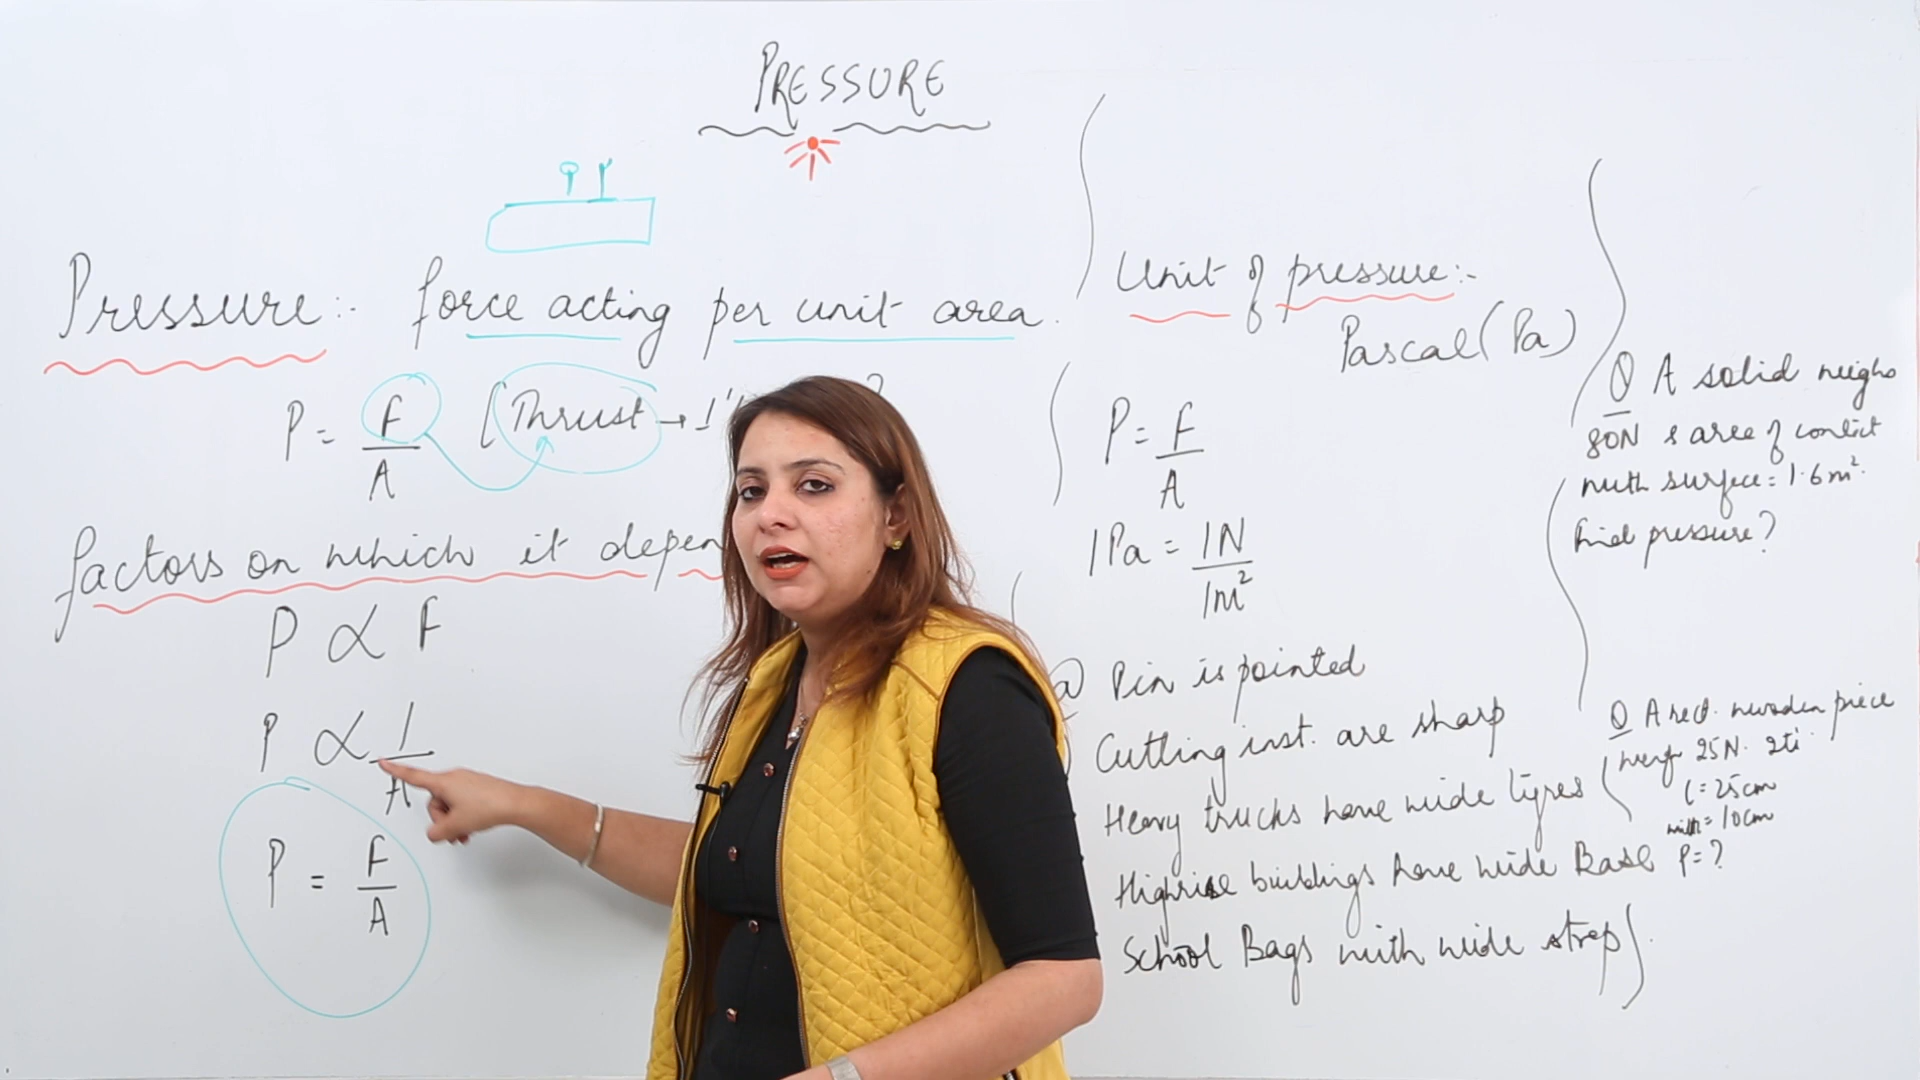 PRESSURE
Pressure :- force acting per unit area.
P = F/A [Thrust → ?
factors on which it depen
P ∝ F
P ∝ 1/A
P = F/A
Unit of pressure:-
Pascal (Pa)
P = F/A
1Pa = 1N/1m²
Pin is pointed
Cutting inst. are sharp
Heavy trucks have wide tyres
Highrise buildings have wide Base
School Bags with wide strap
Q A solid weighs
80N & area of contact
with surface = 1.6m².
find pressure?
Q A rect. wooden piece
25N.
l = 25cm
width = 10cm
P = ?